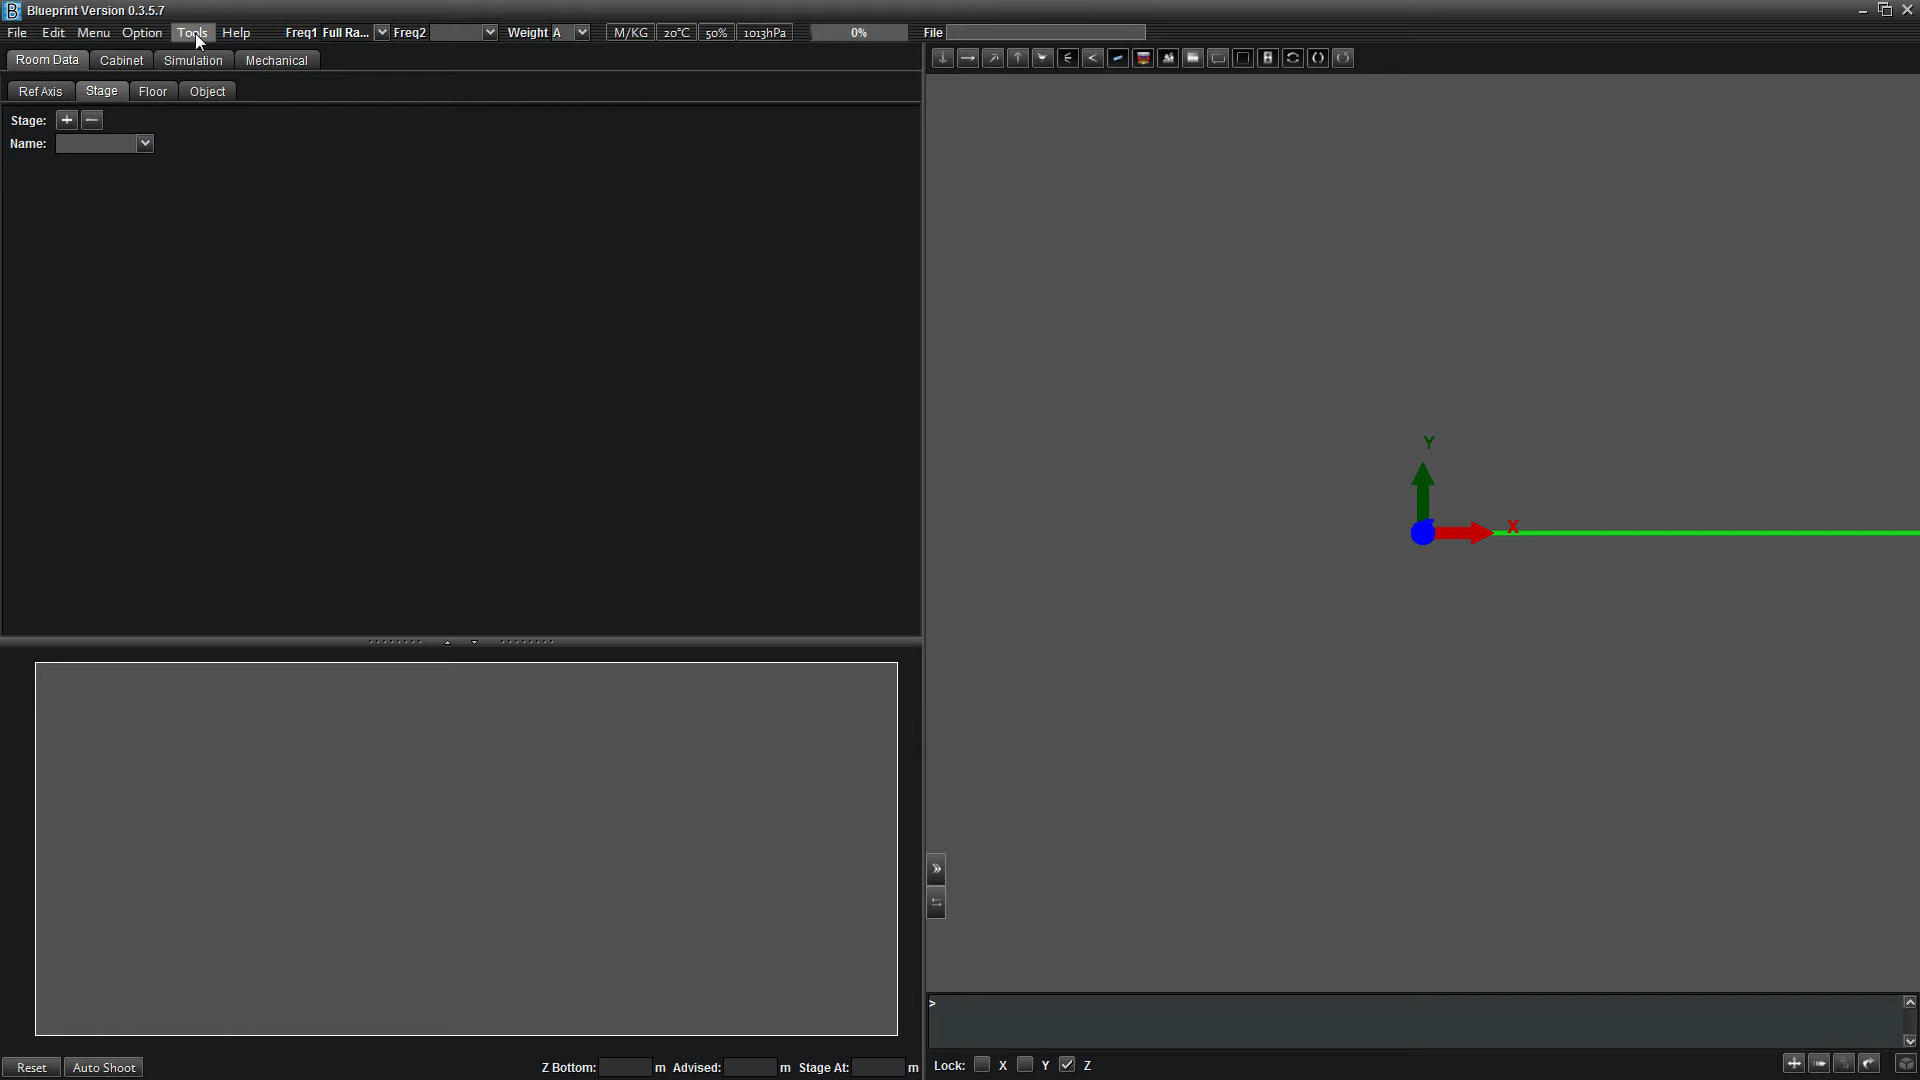 Blueprint Version 0.3.5.7
File Edit Menu Option Tools Help Freq1 Full Ra... Freq2 Weight A M/KG 20°C 50% 1013hPa 0% File
Room Data Cabinet Simulation Mechanical
Ref Axis Stage Floor Object
Stage:
Name:
Y
X
>
Reset Auto Shoot Z Bottom: m Advised: m Stage At: m Lock: X Y Z